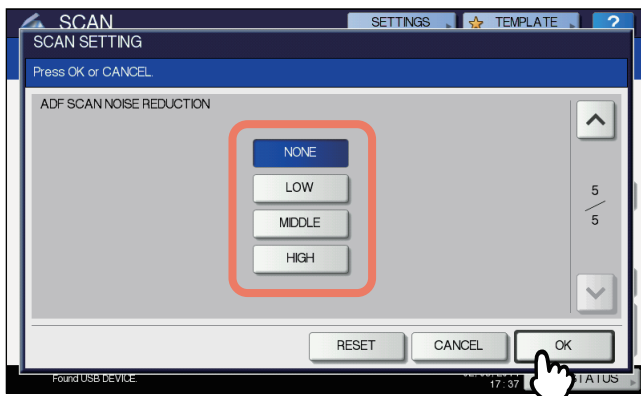 SCAN
SETTINGS
TEMPLATE
?
SCAN SETTING
Press OK or CANCEL.
ADF SCAN NOISE REDUCTION
NONE
LOW
MIDDLE
HIGH
5
5
RESET
CANCEL
OK
Found USB DEVICE.
17:37